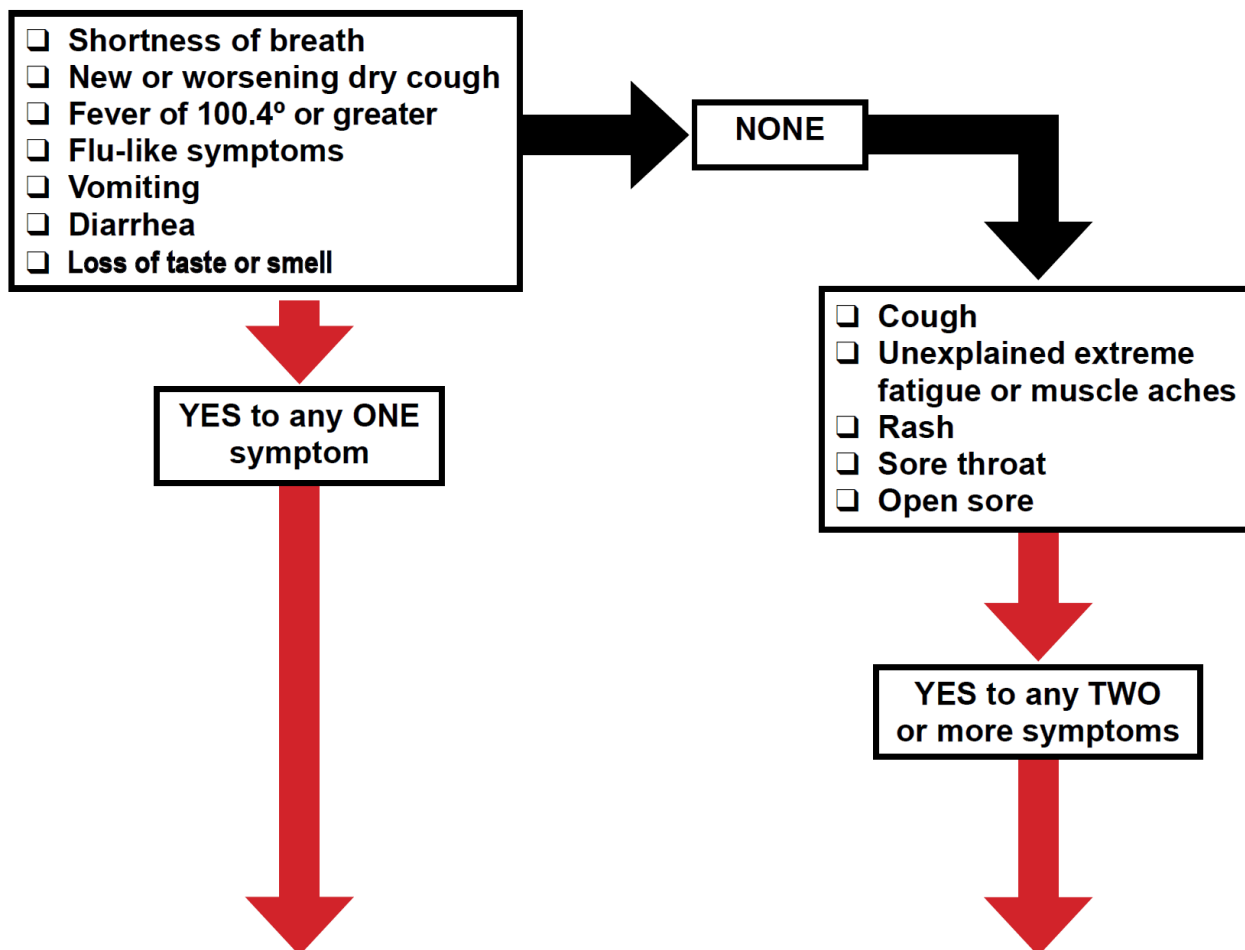 ❑ Shortness of breath
❑ New or worsening dry cough
❑ Fever of 100.4º or greater
❑ Flu-like symptoms
❑ Vomiting
❑ Diarrhea
❑ Loss of taste or smell
NONE
YES to any ONE
symptom
❑ Cough
❑ Unexplained extreme
fatigue or muscle aches
❑ Rash
❑ Sore throat
❑ Open sore
YES to any TWO
or more symptoms